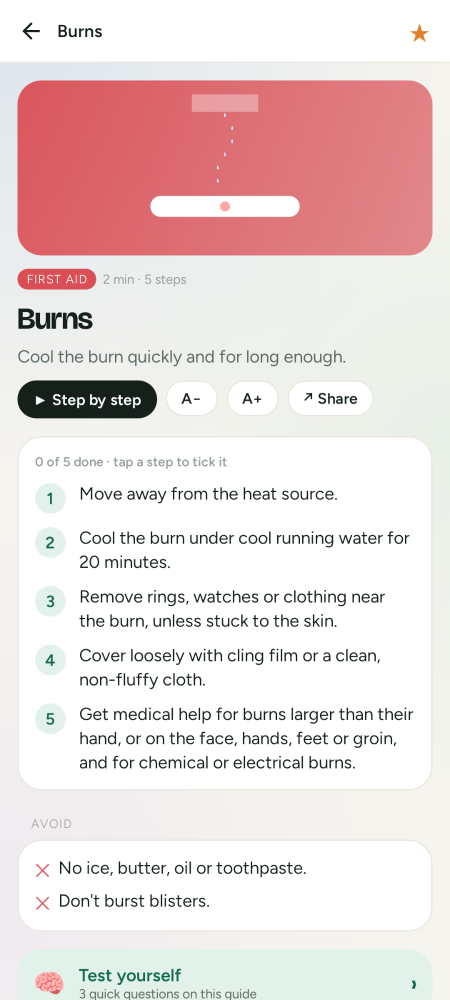 Burns
FIRST AID 2 min · 5 steps
Burns
Cool the burn quickly and for long enough.
► Step by step A− A+ ↗ Share
0 of 5 done · tap a step to tick it
1 Move away from the heat source.
2 Cool the burn under cool running water for
20 minutes.
3 Remove rings, watches or clothing near
the burn, unless stuck to the skin.
4 Cover loosely with cling film or a clean,
non-fluffy cloth.
5 Get medical help for burns larger than their
hand, or on the face, hands, feet or groin,
and for chemical or electrical burns.
AVOID
No ice, butter, oil or toothpaste.
Don't burst blisters.
Test yourself
3 quick questions on this guide